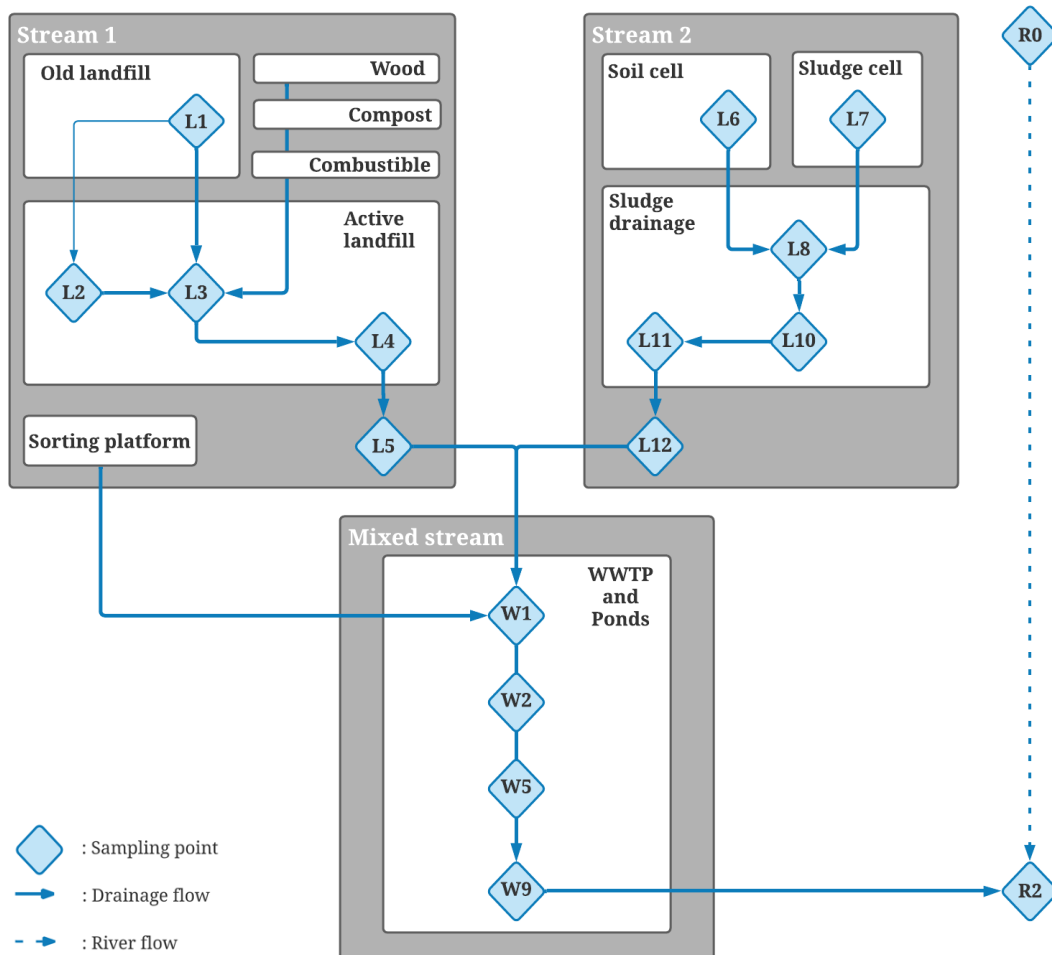 Stream 1
Old landfill
Wood
Compost
Combustible
L1
Active
landfill
L2
L3
L4
Sorting platform
L5
Stream 2
Soil cell
Sludge cell
L6
L7
Sludge
drainage
L8
L11
L10
L12
R0
Mixed stream
WWTP
and
Ponds
W1
W2
W5
W9
R2
: Sampling point
: Drainage flow
: River flow